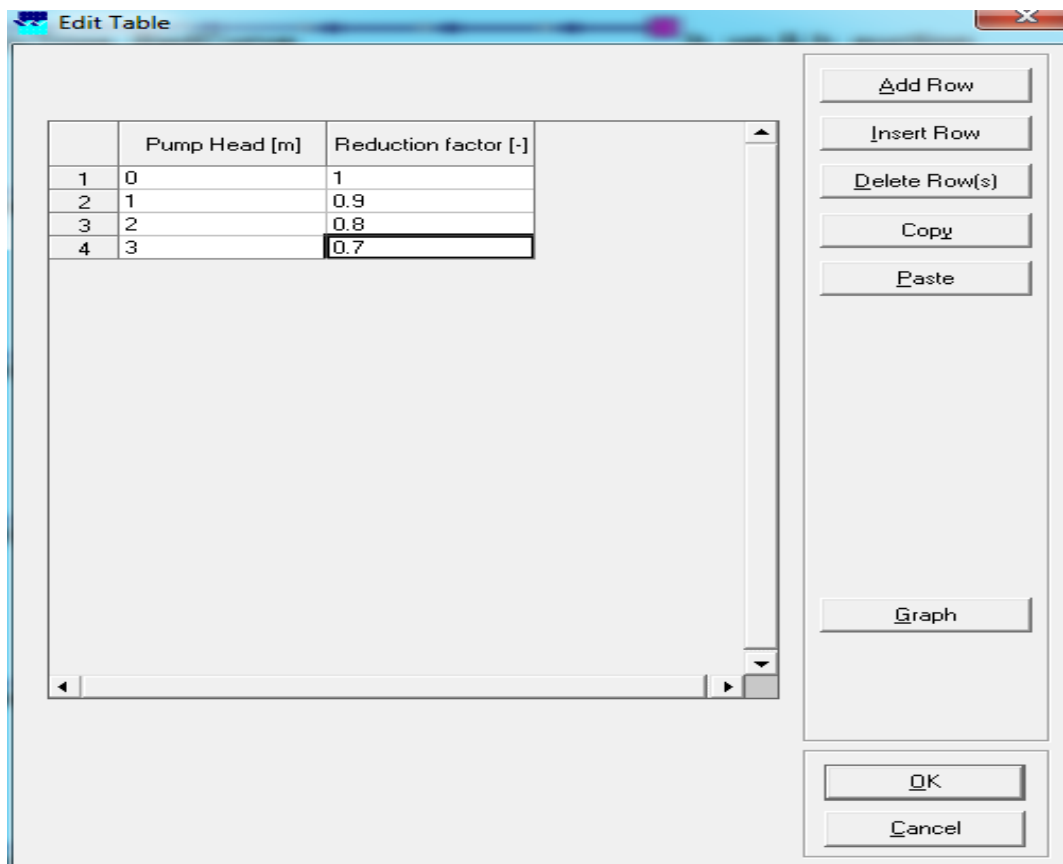 Edit Table
Pump Head [m] Reduction factor [-]
1 0 1
2 1 0.9
3 2 0.8
4 3 0.7
Add Row
Insert Row
Delete Row(s)
Copy
Paste
Graph
OK
Cancel